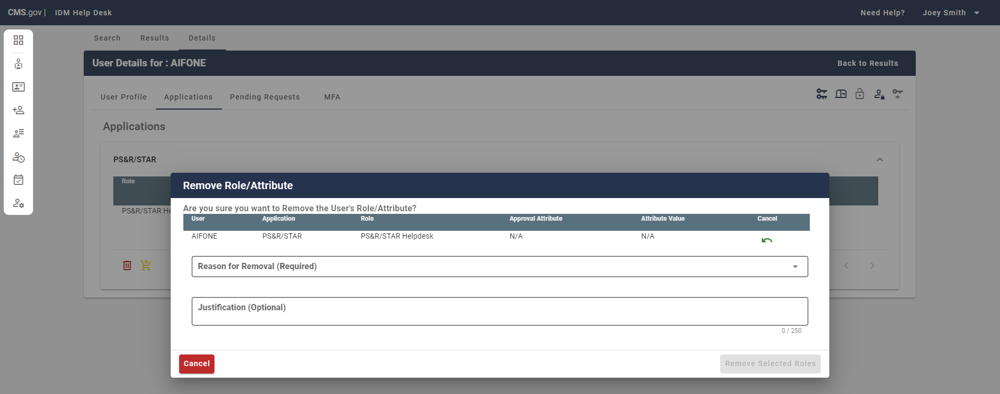 CMS.gov | IDM Help Desk Need Help? Joey Smith
Search Results Details
User Details for : AIFONE Back to Results
User Profile Applications Pending Requests MFA
Applications
PS&R/STAR
Role
PS&R/STAR He
Remove Role/Attribute
Are you sure you want to Remove the User's Role/Attribute?
User Application Role Approval Attribute Attribute Value Cancel
AIFONE PS&R/STAR PS&R/STAR Helpdesk N/A N/A
Reason for Removal (Required)
Justification (Optional)
0 / 250
Cancel Remove Selected Roles